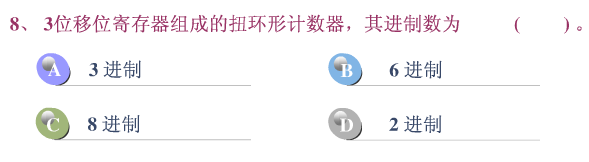 8、 3位移位寄存器组成的扭环形计数器，其进制数为 （ ）。
A 3 进制
B 6 进制
C 8 进制
D 2 进制